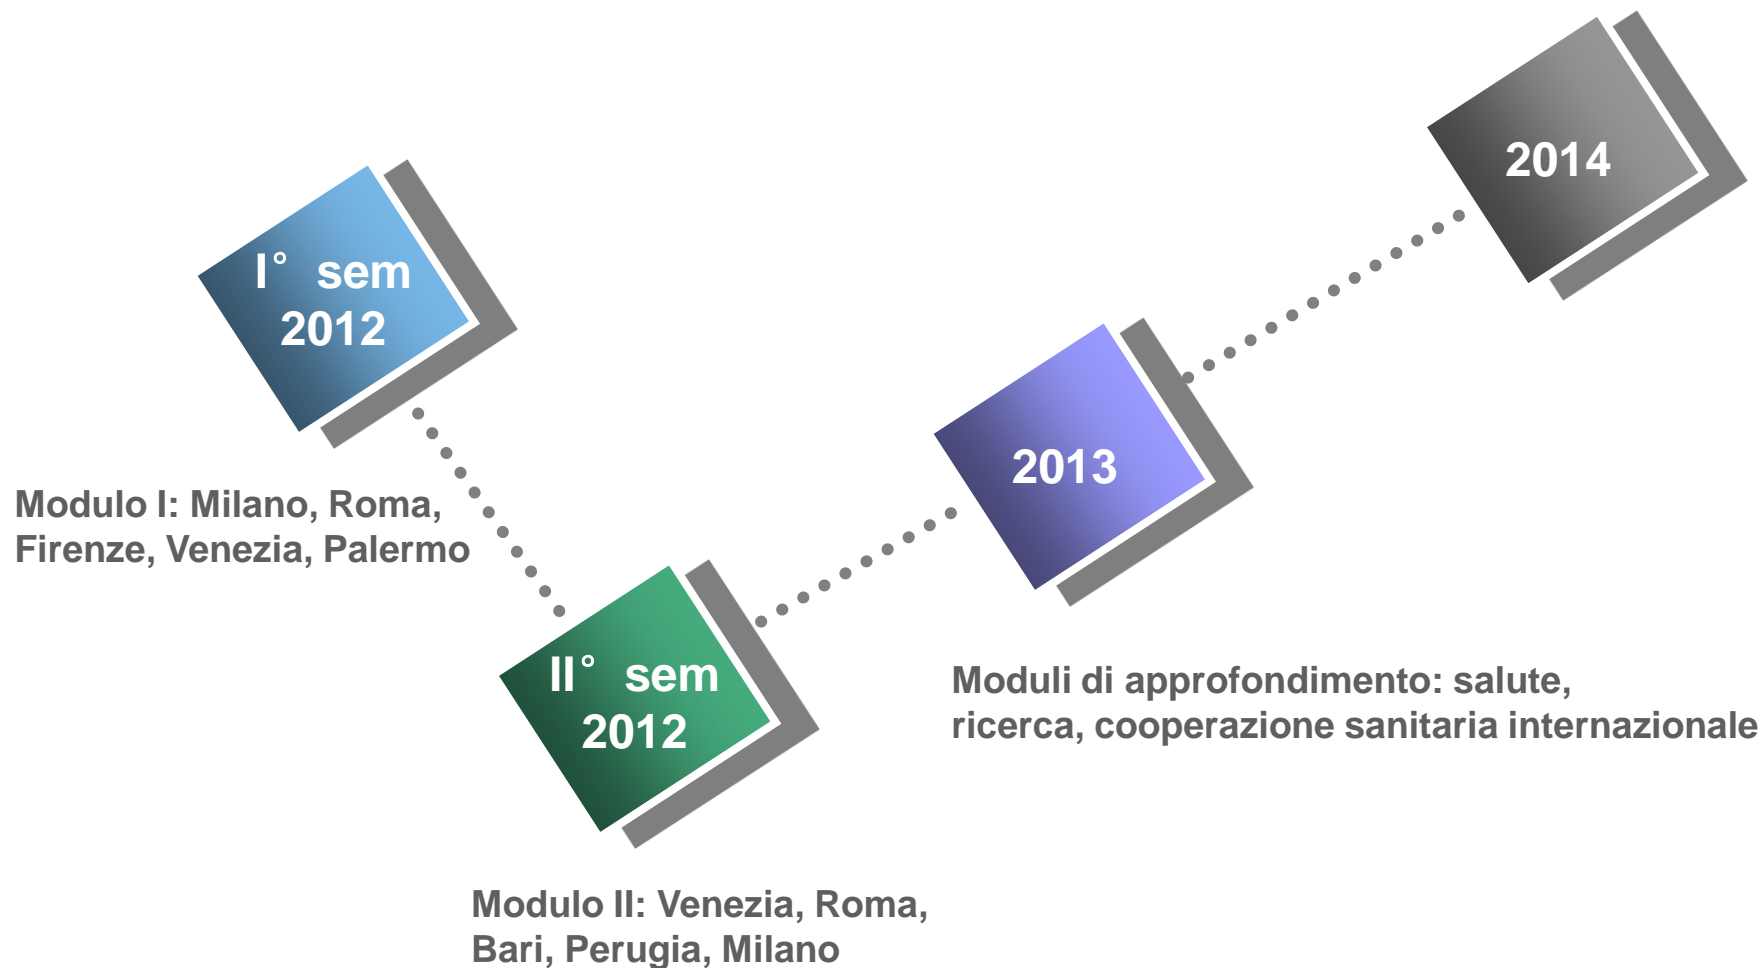 I° sem
2012
Modulo I: Milano, Roma,
Firenze, Venezia, Palermo
II° sem
2012
Modulo II: Venezia, Roma,
Bari, Perugia, Milano
2013
Moduli di approfondimento: salute,
ricerca, cooperazione sanitaria internazionale
2014